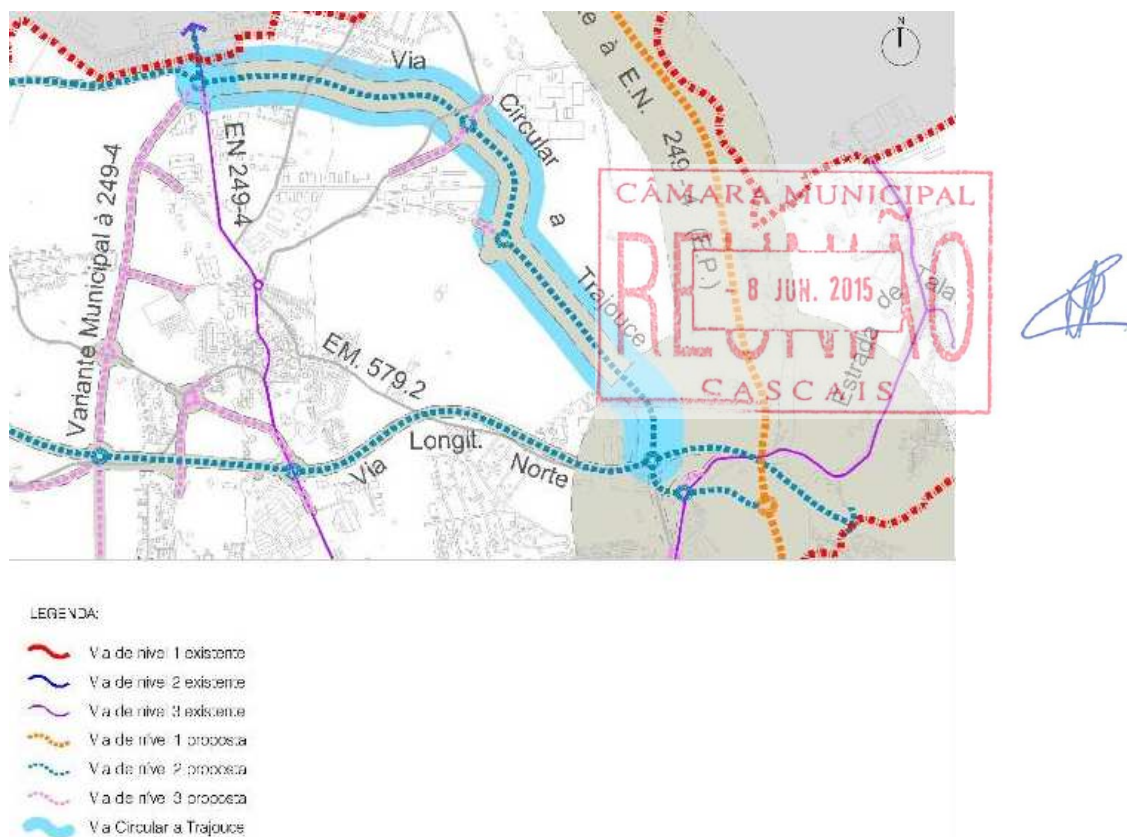 N
Via
Circular
a
Trajouce
à EN. 249-4 (E.P.)
EN 249-4
Variante Municipal à 249-4
EM. 579.2
Via
Longit.
Norte
Estrada de Tala
CÂMARA MUNICIPAL
REUNIÃO
- 8 JUN. 2015
CASCAIS
LEGENDA:
Via de nível 1 existente
Via de nível 2 existente
Via de nível 3 existente
Via de nível 1 proposta
Via de nível 2 proposta
Via de nível 3 proposta
Via Circular a Trajouce